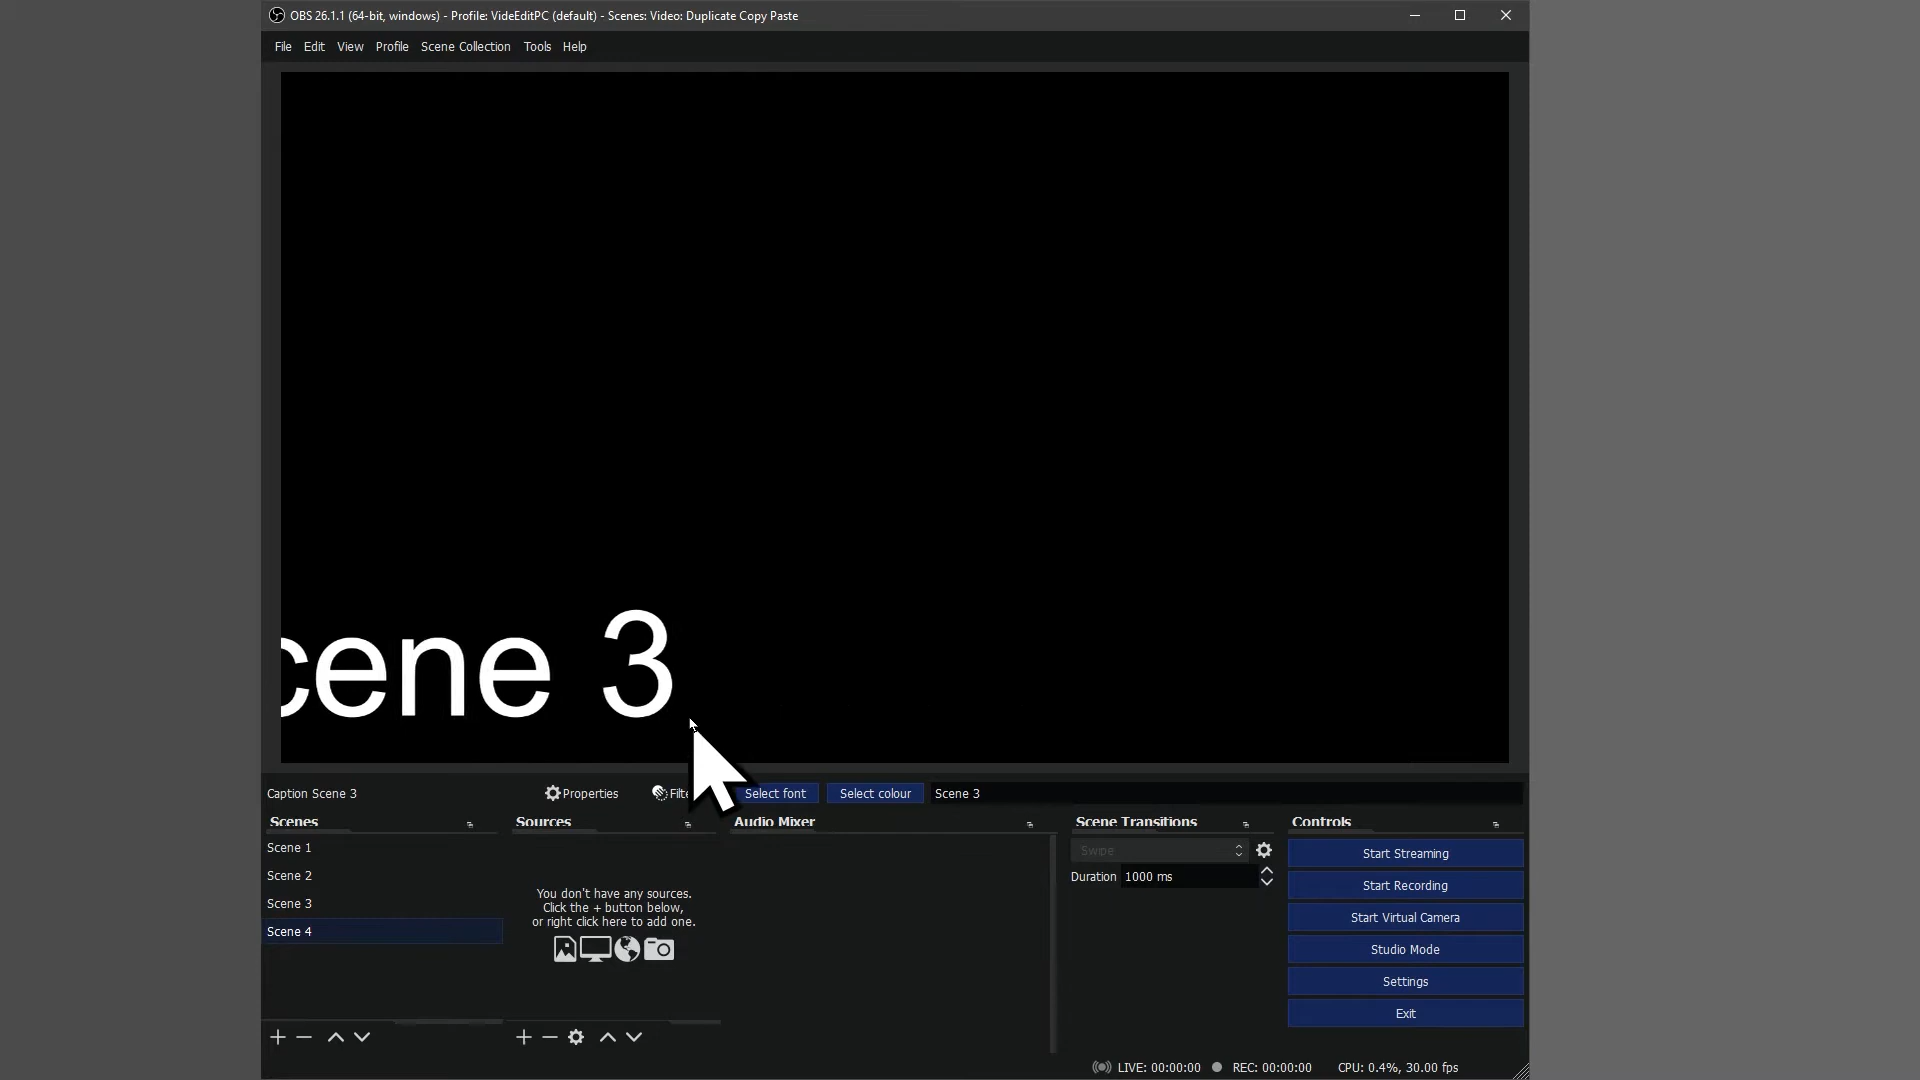 OBS 26.1.1 (64-bit, windows) - Profile: VideEditPC (default) - Scenes: Video: Duplicate Copy Paste
File Edit View Profile Scene Collection Tools Help
cene 3
Caption Scene 3 Properties Select font Select colour Scene 3
Scenes Sources Audio Mixer Scene Transitions Controls
Scene 1
Scene 2
Scene 3
Scene 4
You don't have any sources.
Click the + button below,
or right click here to add one.
Swipe
Duration 1000 ms
Start Streaming
Start Recording
Start Virtual Camera
Studio Mode
Settings
Exit
LIVE: 00:00:00 REC: 00:00:00 CPU: 0.4%, 30.00 fps